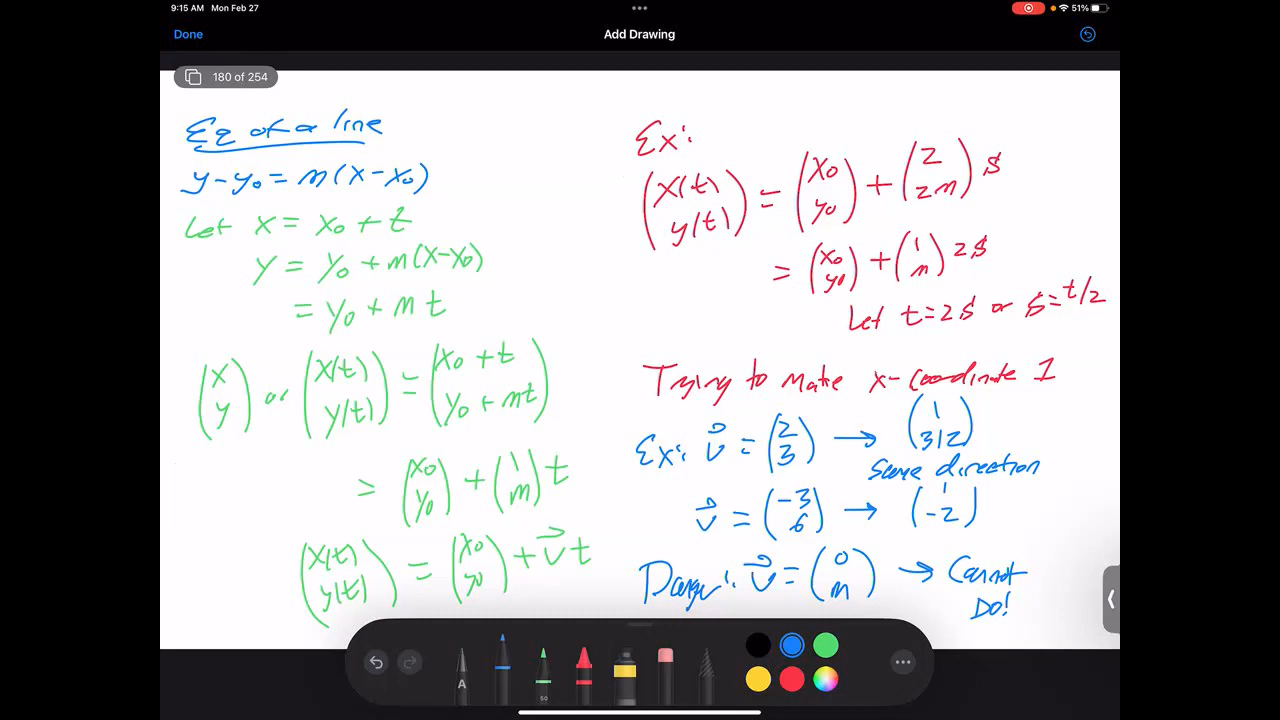 9:15 AM Mon Feb 27
51%
Done
Add Drawing
180 of 254
Eq of a line
y-y₀ = m(x-x₀)
Let x = x₀ + t
y = y₀ + m(x-x₀)
= y₀ + mt
(x y) or (x(t) y(t)) = (x₀ + t y₀ + mt)
= (x₀ y₀) + (1 m) t
(x(t) y(t)) = (x₀ y₀) + v⃗ t
Ex:
(x(t) y(t)) = (x₀ y₀) + (2 2m) s
= (x₀ y₀) + (1 m) 2s
Let t=2s or s=t/2
Trying to make x-coordinate 1
Ex: v⃗ = (2 3) → (1 3/2)
same direction
v⃗ = (-3 6) → (1 -2)
Danger: v⃗ = (0 m) → Cannot
Do!
A
50